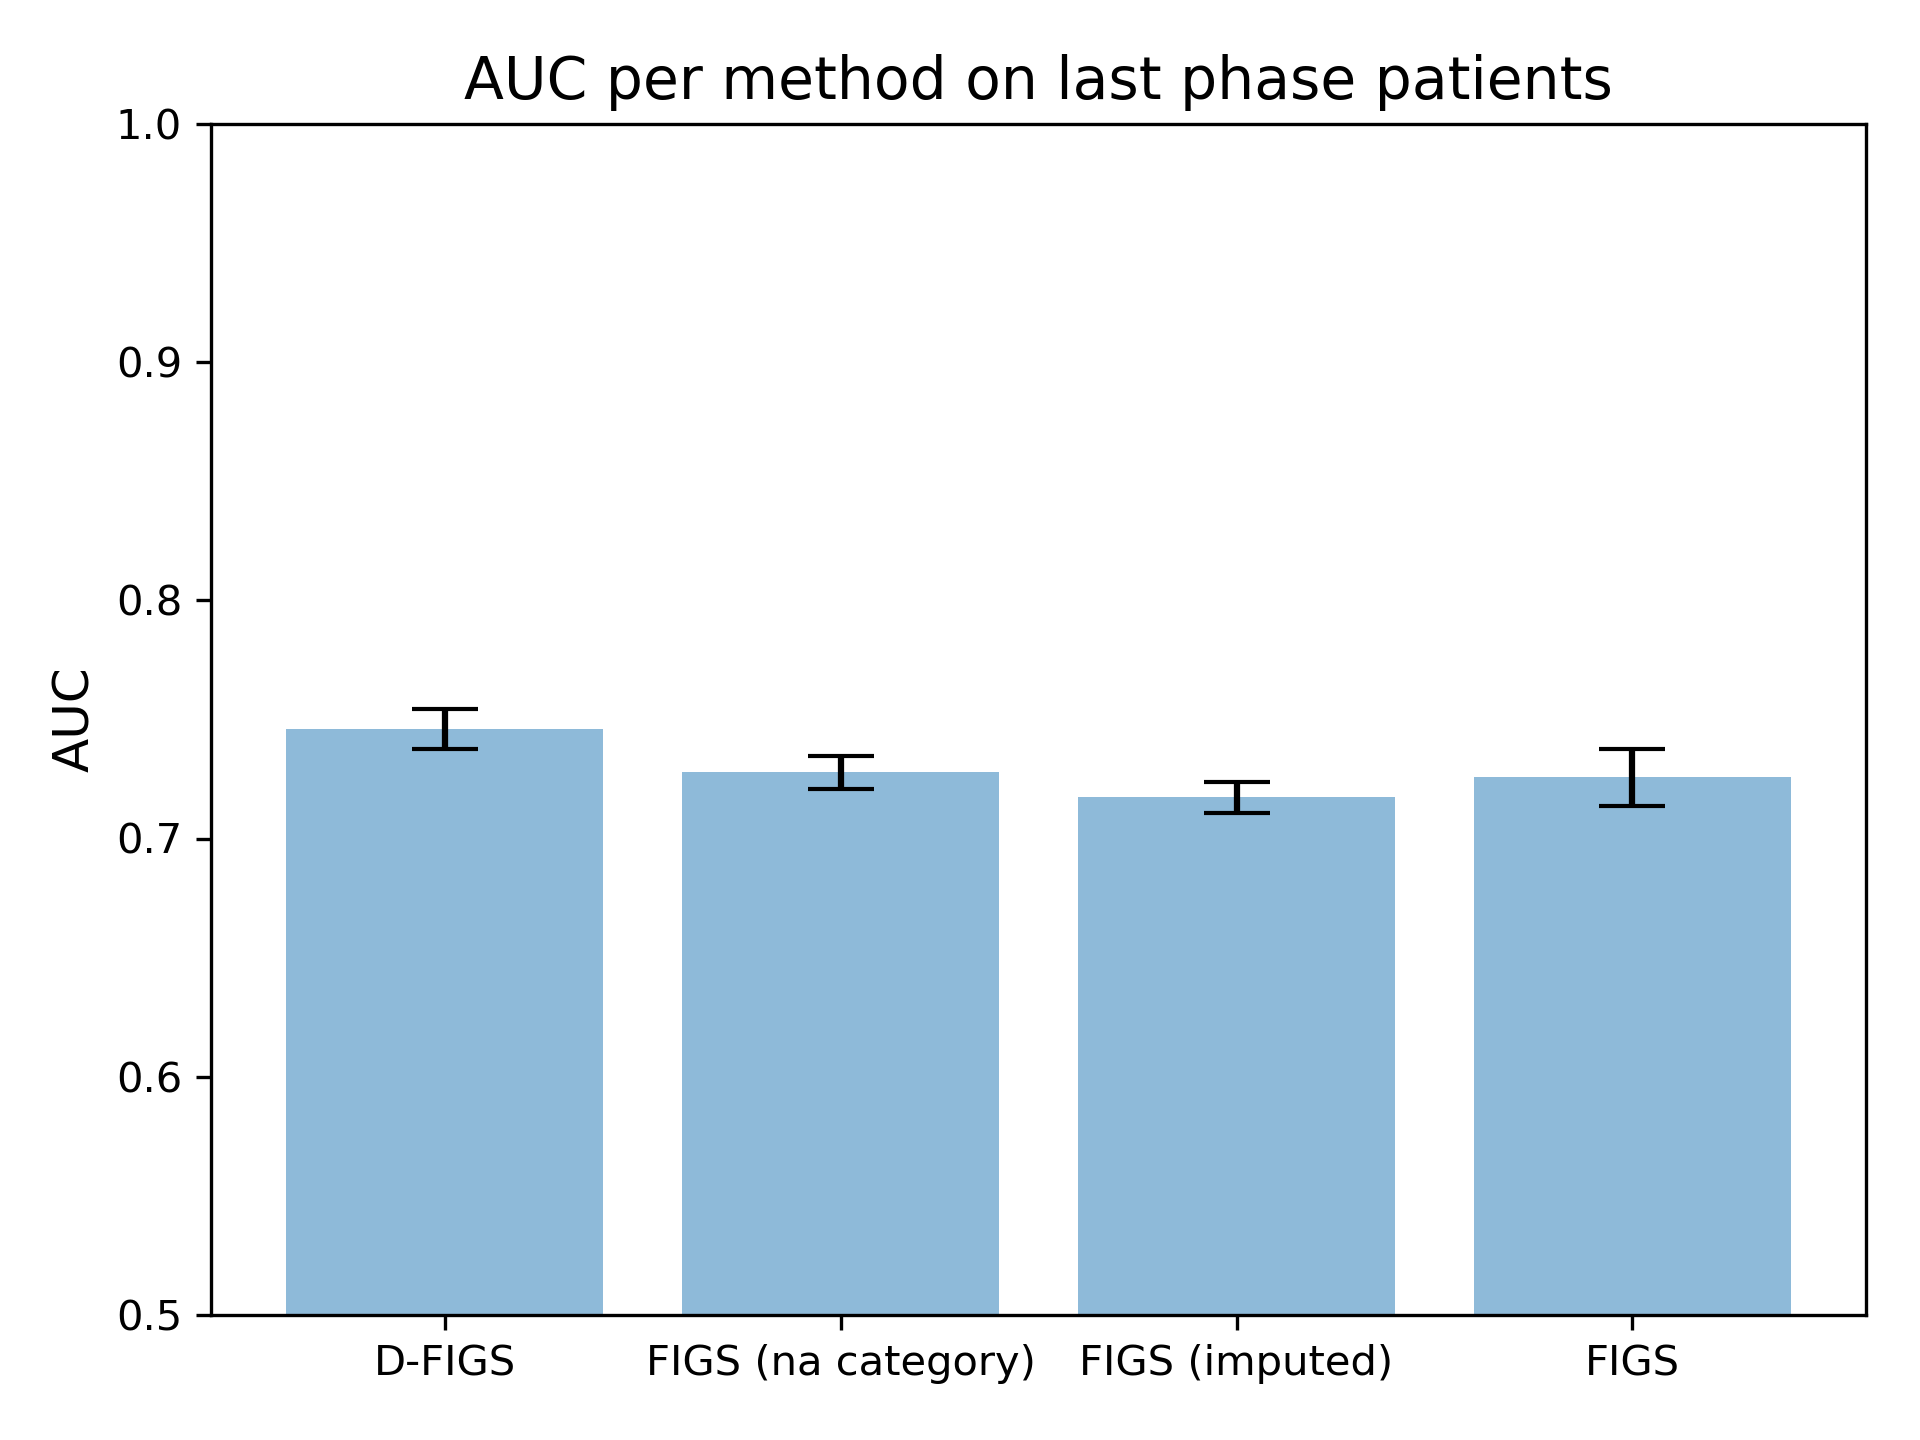 AUC per method on last phase patients
1.0
0.9
0.8
0.7
0.6
0.5
AUC
D-FIGS
FIGS (na category)
FIGS (imputed)
FIGS